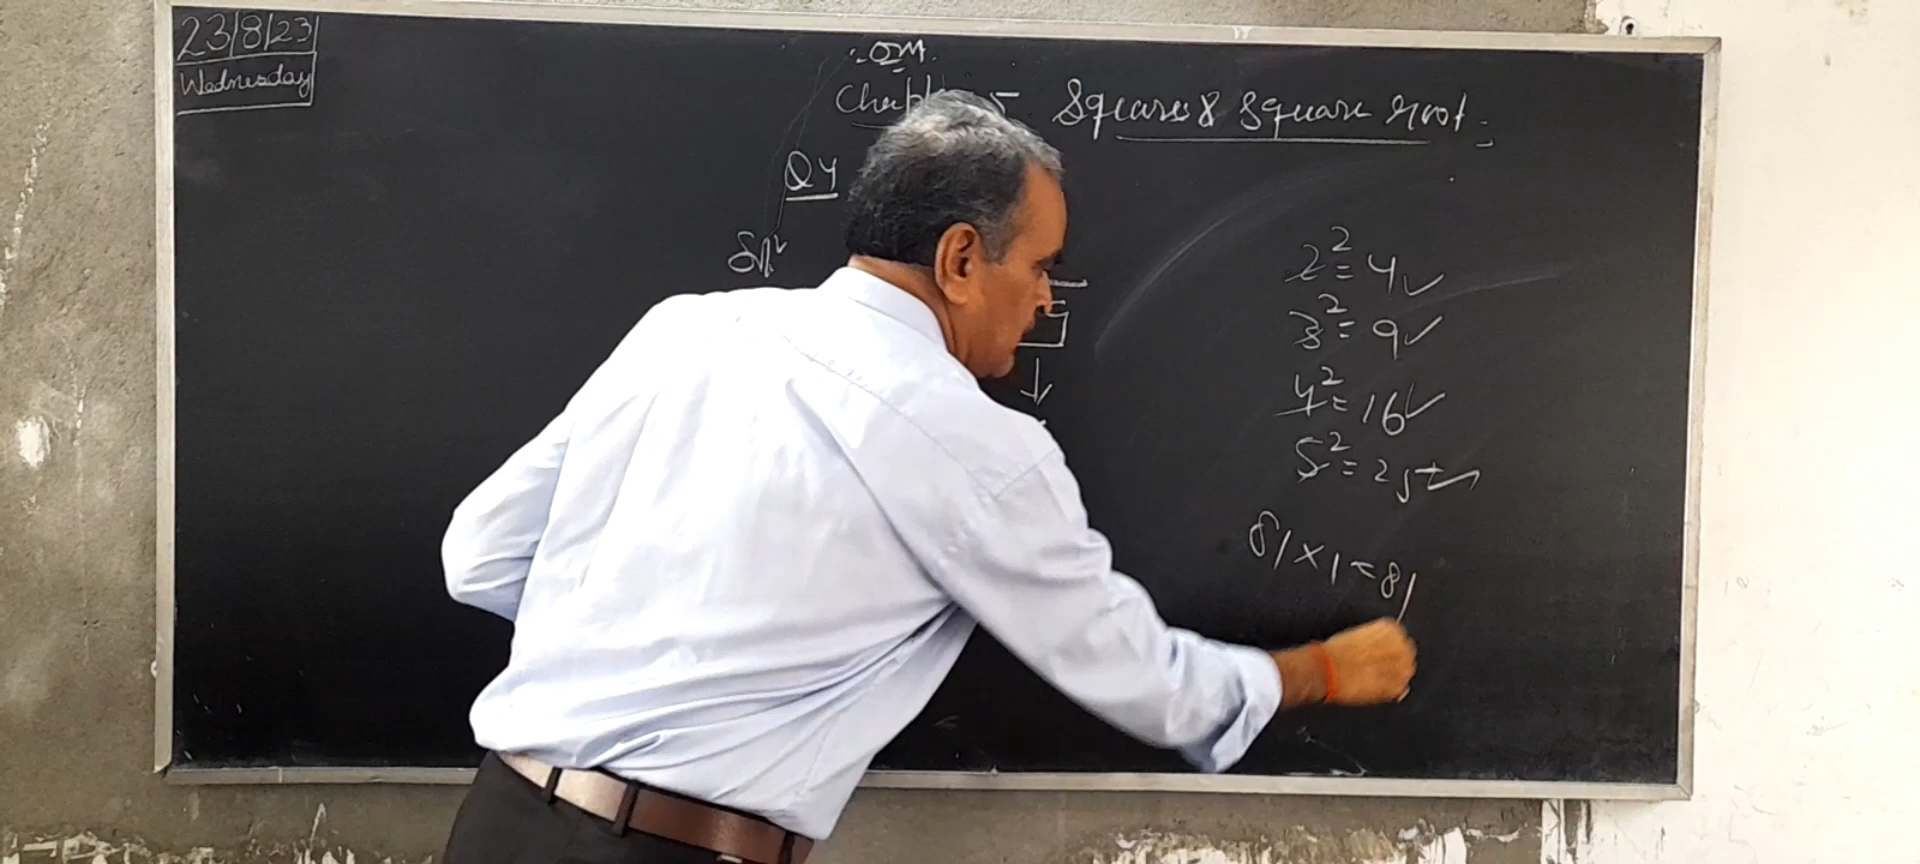 23/8/23
Wednesday
OM
Squares & Square root :-
Q4
2² = 4 ✓
3² = 9 ✓
4² = 16 ✓
5² = 25 ✓
81 × 1 = 81